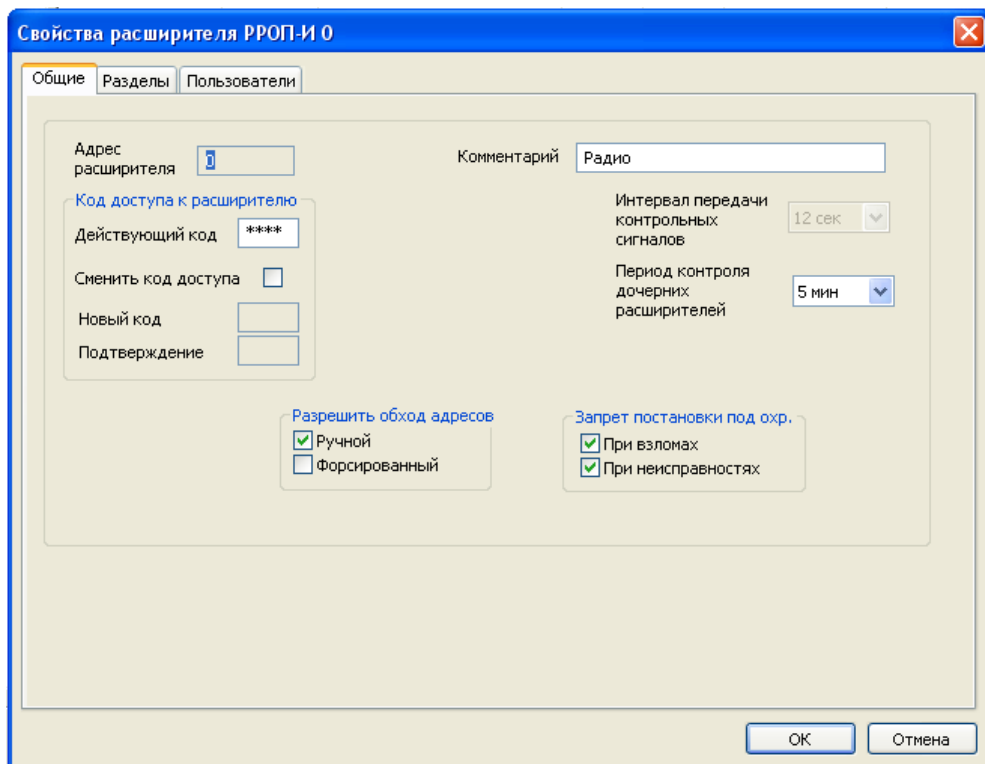 Свойства расширителя РРОП-И 0
Общие
Разделы
Пользователи
Адрес
расширителя
0
Комментарий
Радио
Код доступа к расширителю
Действующий код
****
Сменить код доступа
Новый код
Подтверждение
Интервал передачи
контрольных
сигналов
12 сек
Период контроля
дочерних
расширителей
5 мин
Разрешить обход адресов
Ручной
Форсированный
Запрет постановки под охр.
При взломах
При неисправностях
OK
Отмена